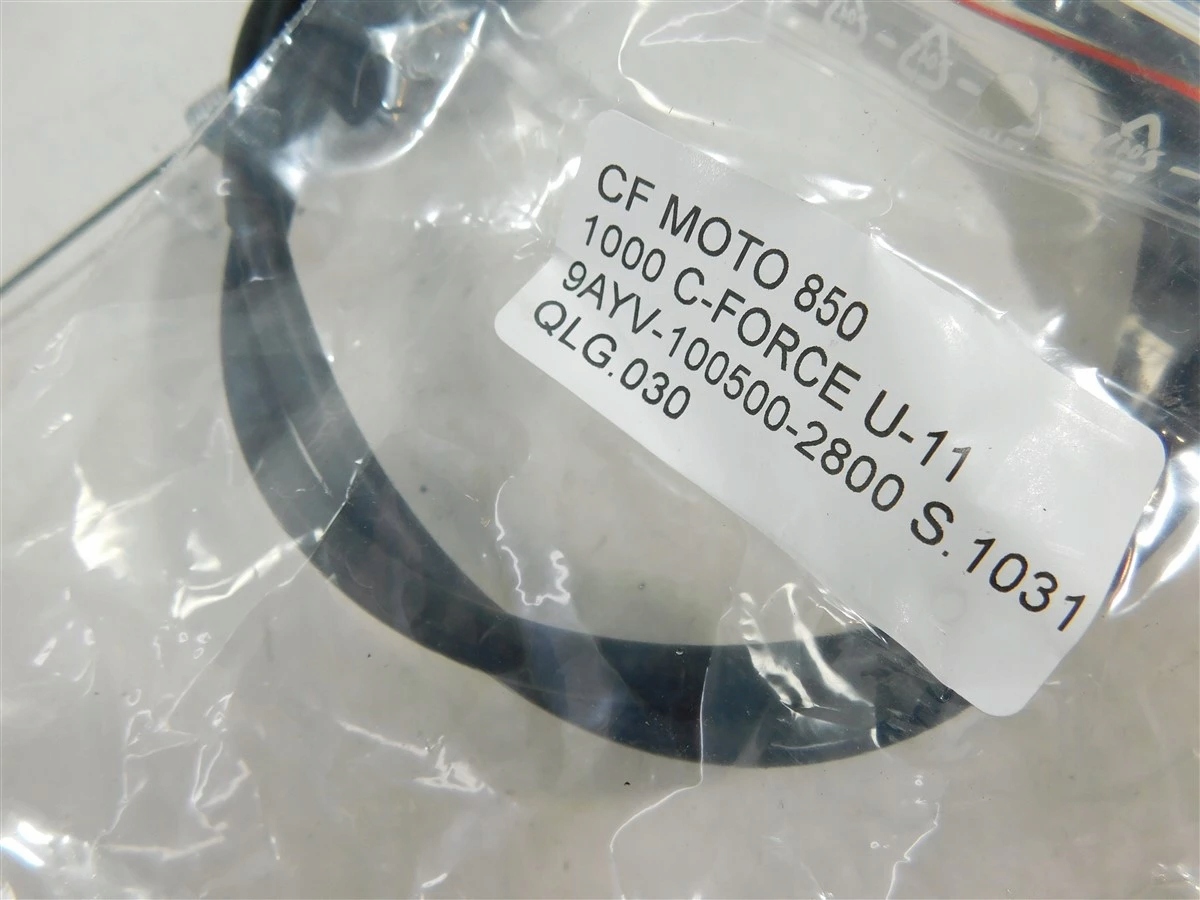 CF MOTO 850
1000 C-FORCE U-11
9AYV-100500-2800 S.1031
QLG.030